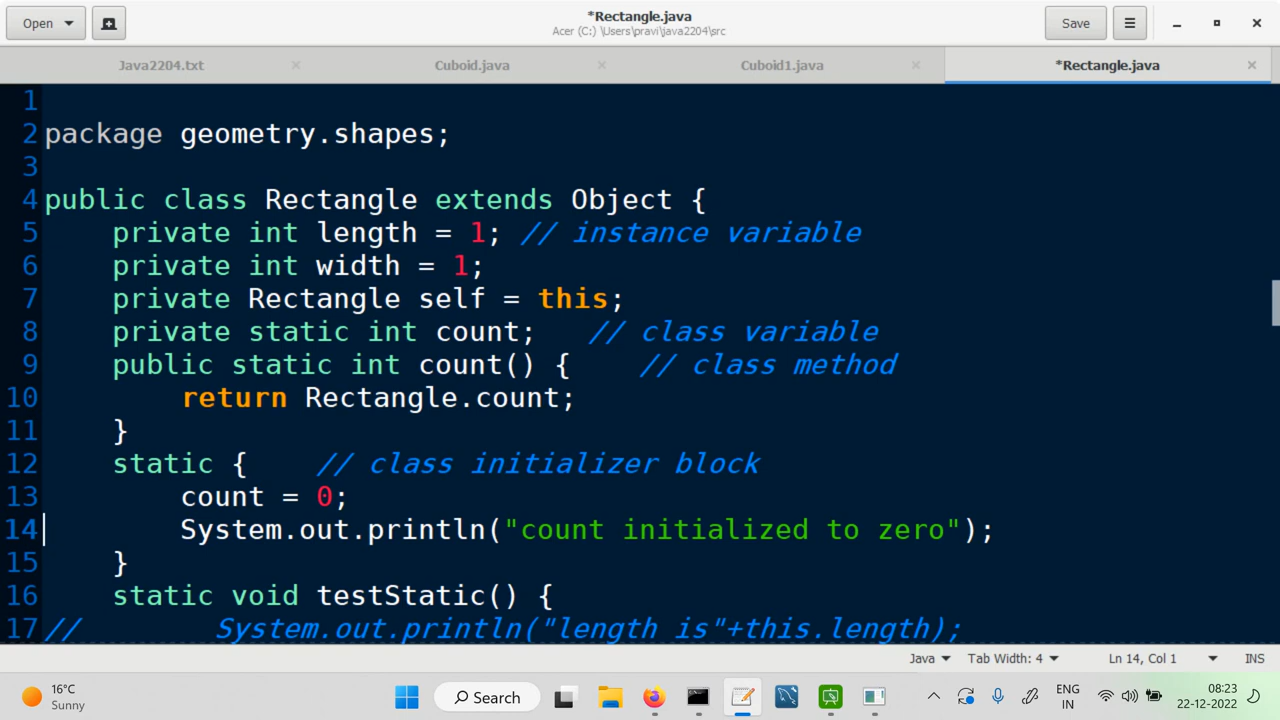 Open
*Rectangle.java
Acer (C:) \Users\pravi\java2204\src
Save
Java2204.txt
Cuboid.java
Cuboid1.java
*Rectangle.java
1
2 package geometry.shapes;
3
4 public class Rectangle extends Object {
5     private int length = 1; // instance variable
6     private int width = 1;
7     private Rectangle self = this;
8     private static int count;   // class variable
9     public static int count() {    // class method
10         return Rectangle.count;
11     }
12     static {    // class initializer block
13         count = 0;
14         System.out.println("count initialized to zero");
15     }
16     static void testStatic() {
17 //        System.out.println("length is"+this.length);
Java
Tab Width: 4
Ln 14, Col 1
INS
16°C
Sunny
Search
ENG
IN
08:23
22-12-2022